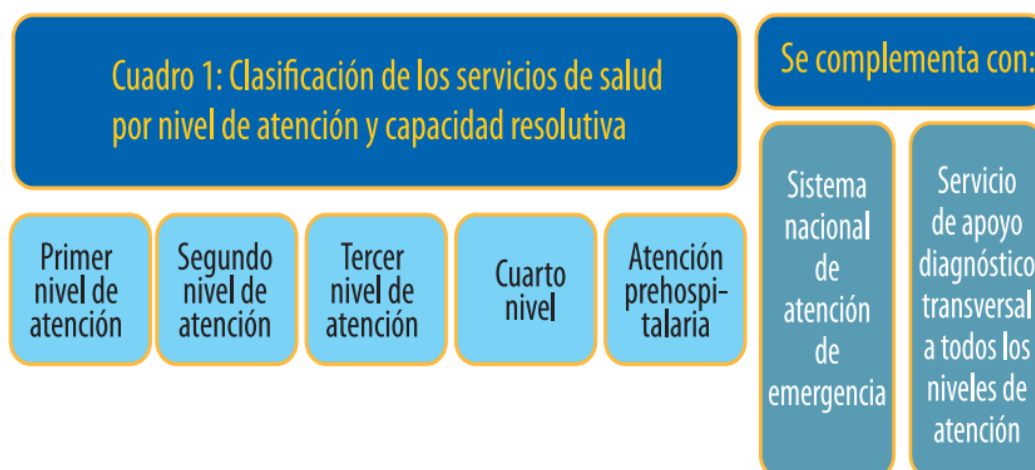 Cuadro 1: Clasificación de los servicios de salud
por nivel de atención y capacidad resolutiva
Se complementa con:
Primer
nivel de
atención
Segundo
nivel de
atención
Tercer
nivel de
atención
Cuarto
nivel
Atención
prehospi-
talaria
Sistema
nacional
de
atención
de
emergencia
Servicio
de apoyo
diagnóstico
transversal
a todos los
niveles de
atención